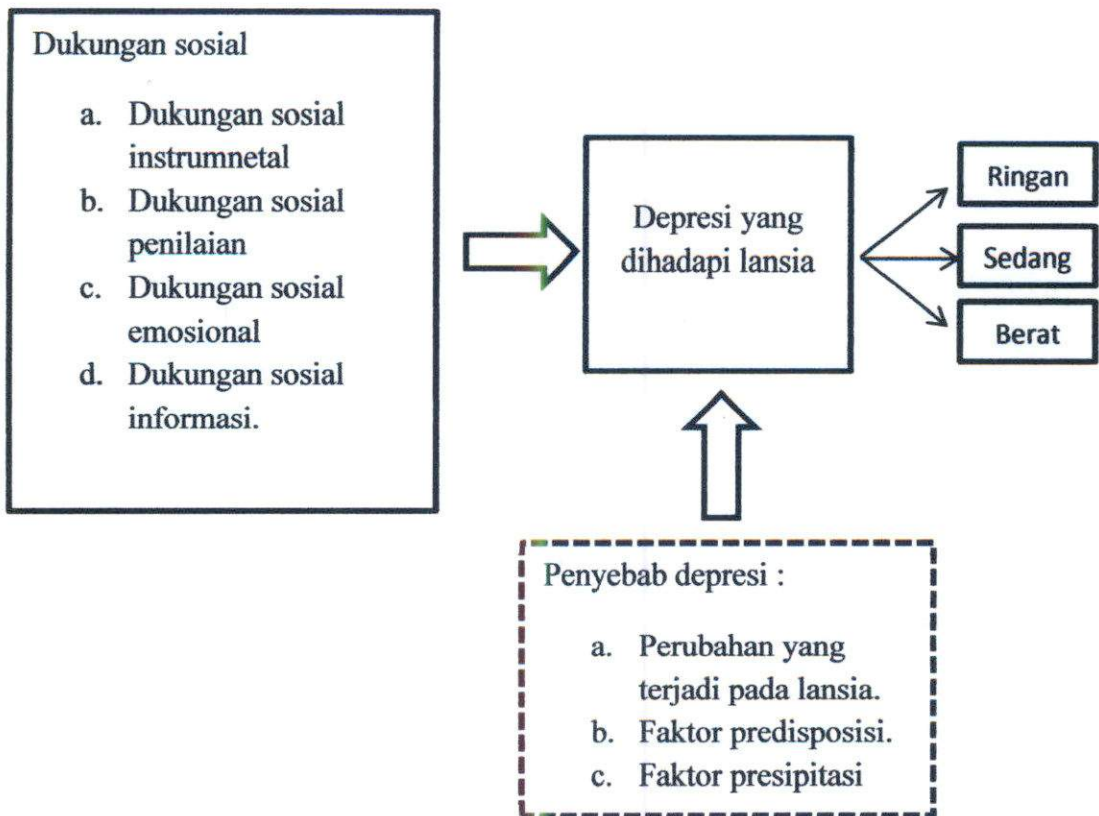 Dukungan sosial
a. Dukungan sosial
instrumnetal
b. Dukungan sosial
penilaian
c. Dukungan sosial
emosional
d. Dukungan sosial
informasi.
Depresi yang
dihadapi lansia
Ringan
Sedang
Berat
Penyebab depresi :
a. Perubahan yang
terjadi pada lansia.
b. Faktor predisposisi.
c. Faktor presipitasi